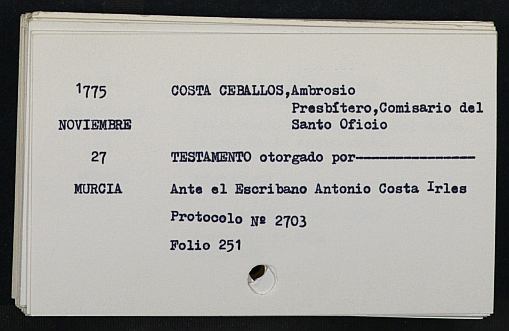 1775 COSTA CEBALLOS,Ambrosio
Presbítero,Comisario del
NOVIEMBRE Santo Oficio
27 TESTAMENTO otorgado por---------------
MURCIA Ante el Escribano Antonio Costa Irles
Protocolo Nº 2703
Folio 251